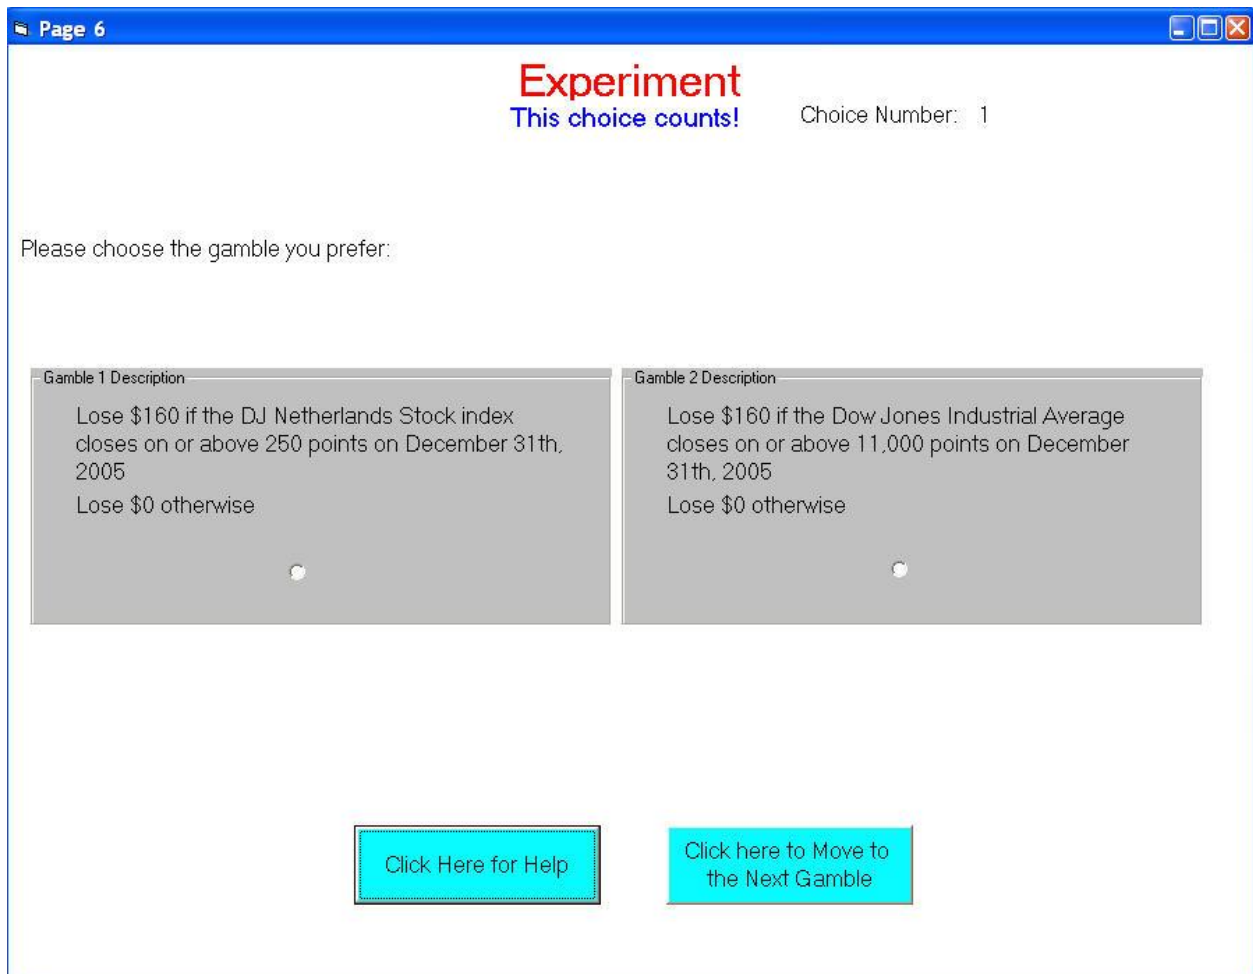 Page 6
Experiment
This choice counts!
Choice Number: 1
Please choose the gamble you prefer:
Gamble 1 Description
Lose $160 if the DJ Netherlands Stock index
closes on or above 250 points on December 31th,
2005
Lose $0 otherwise
Gamble 2 Description
Lose $160 if the Dow Jones Industrial Average
closes on or above 11,000 points on December
31th, 2005
Lose $0 otherwise
Click Here for Help
Click here to Move to
the Next Gamble